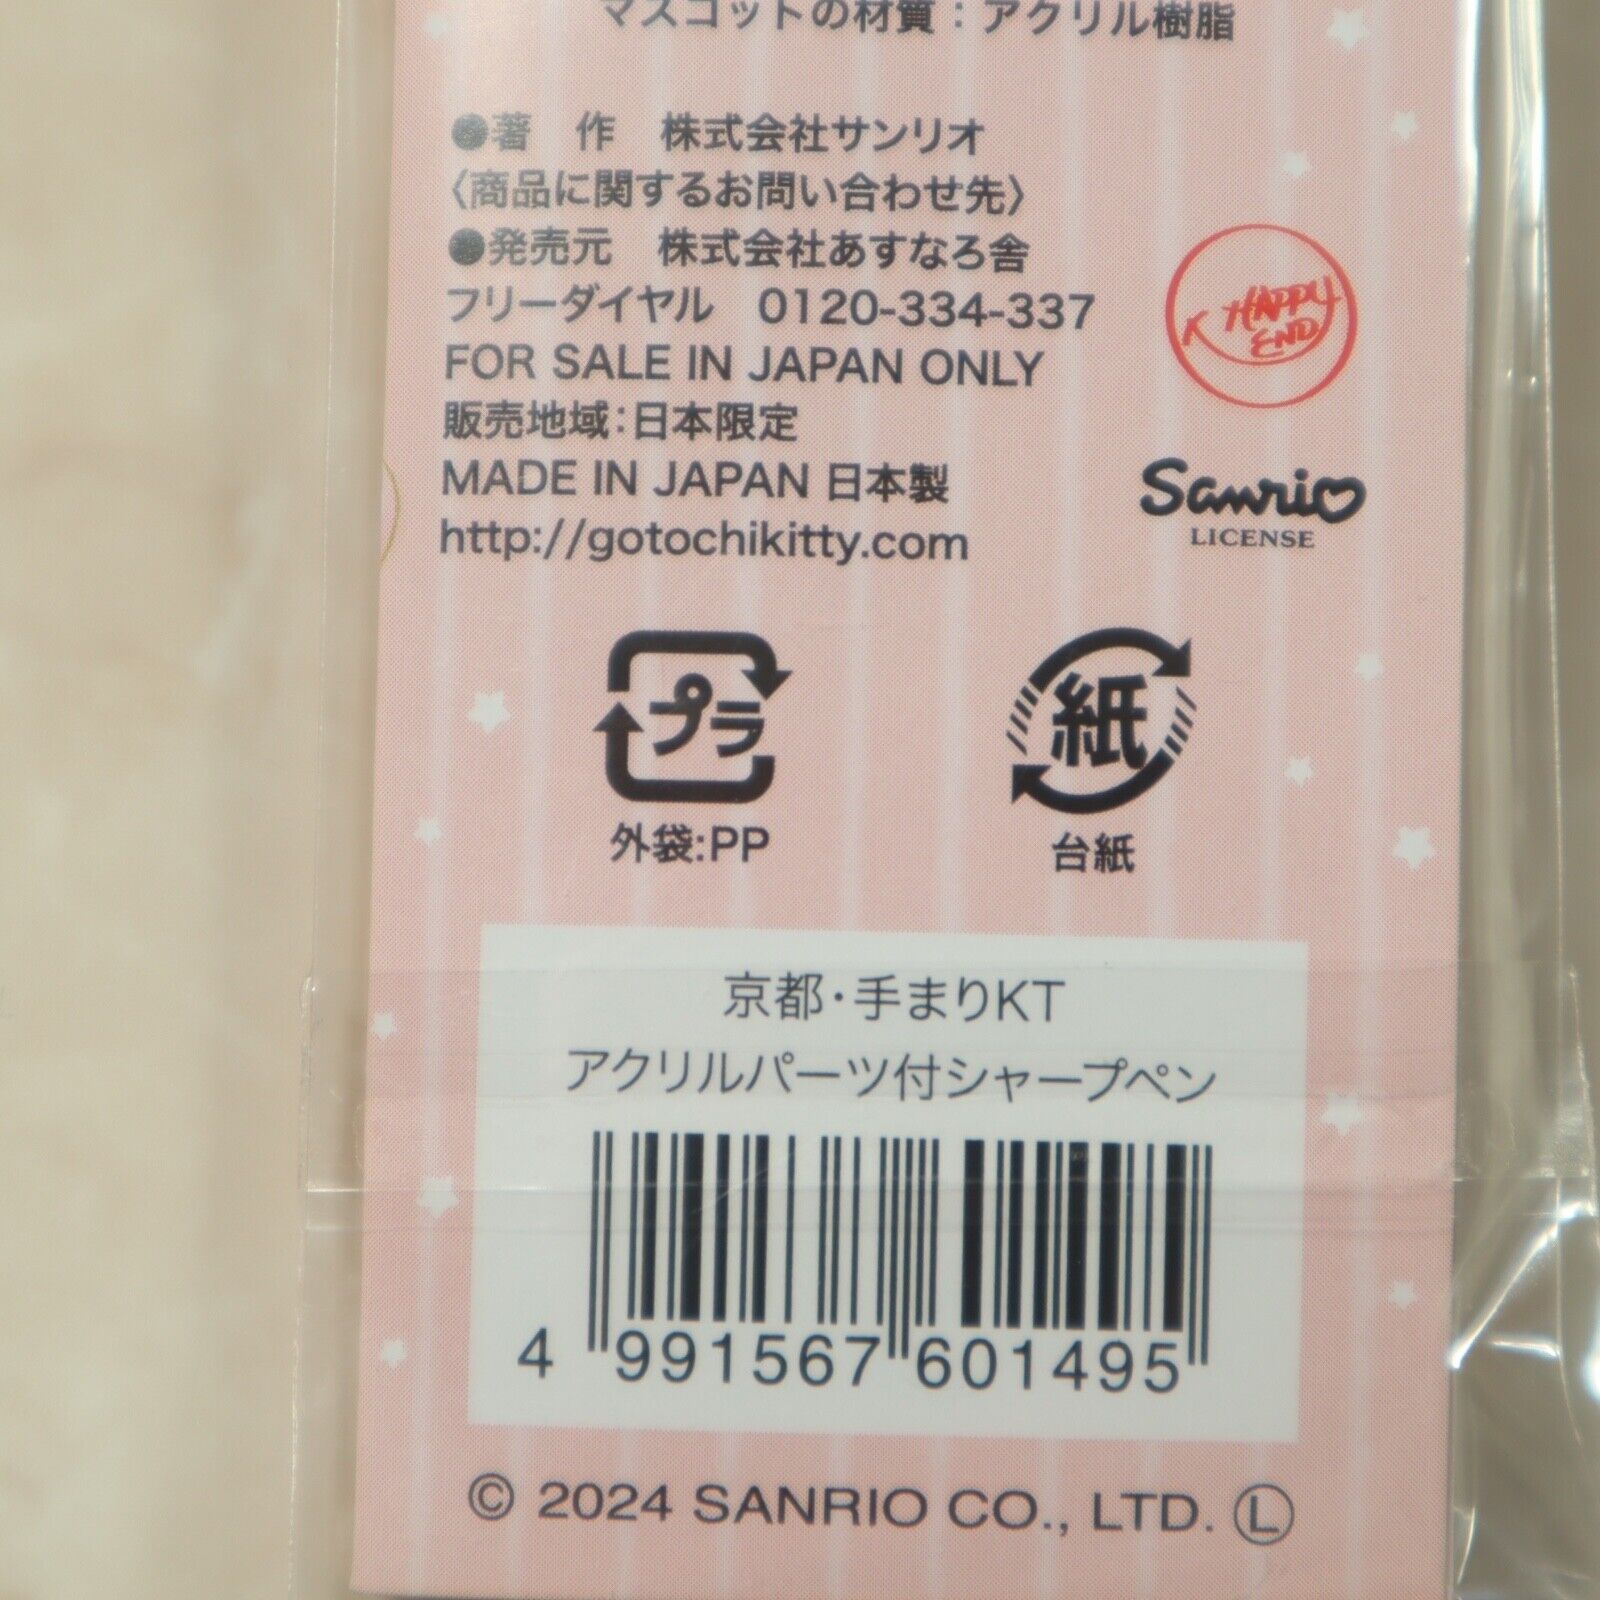 マスコットの材質：アクリル樹脂
●著　作　株式会社サンリオ
〈商品に関するお問い合わせ先〉
●発売元　株式会社あすなろ舎
フリーダイヤル　0120-334-337
FOR SALE IN JAPAN ONLY
販売地域：日本限定
MADE IN JAPAN 日本製
http://gotochikitty.com
K HAPPY END
Sanrio
LICENSE
プラ
外袋:PP
紙
台紙
京都・手まりKT
アクリルパーツ付シャープペン
4 991567 601495
© 2024 SANRIO CO., LTD. Ⓛ